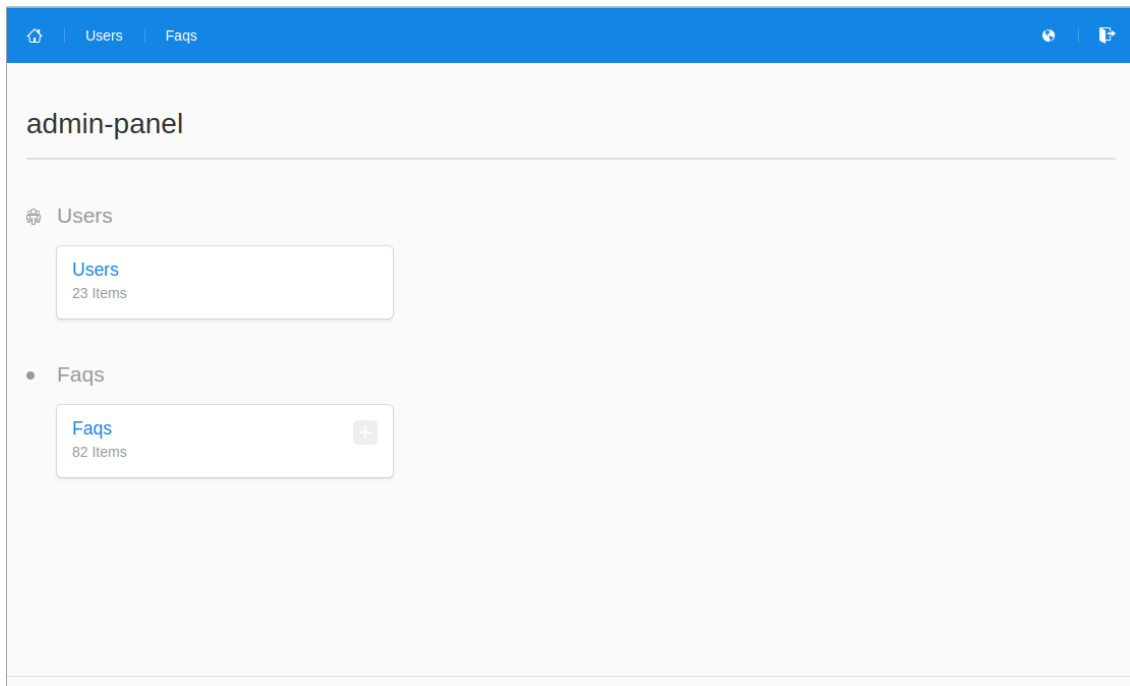 Users
Faqs
admin-panel
Users
Users
23 Items
Faqs
Faqs
82 Items